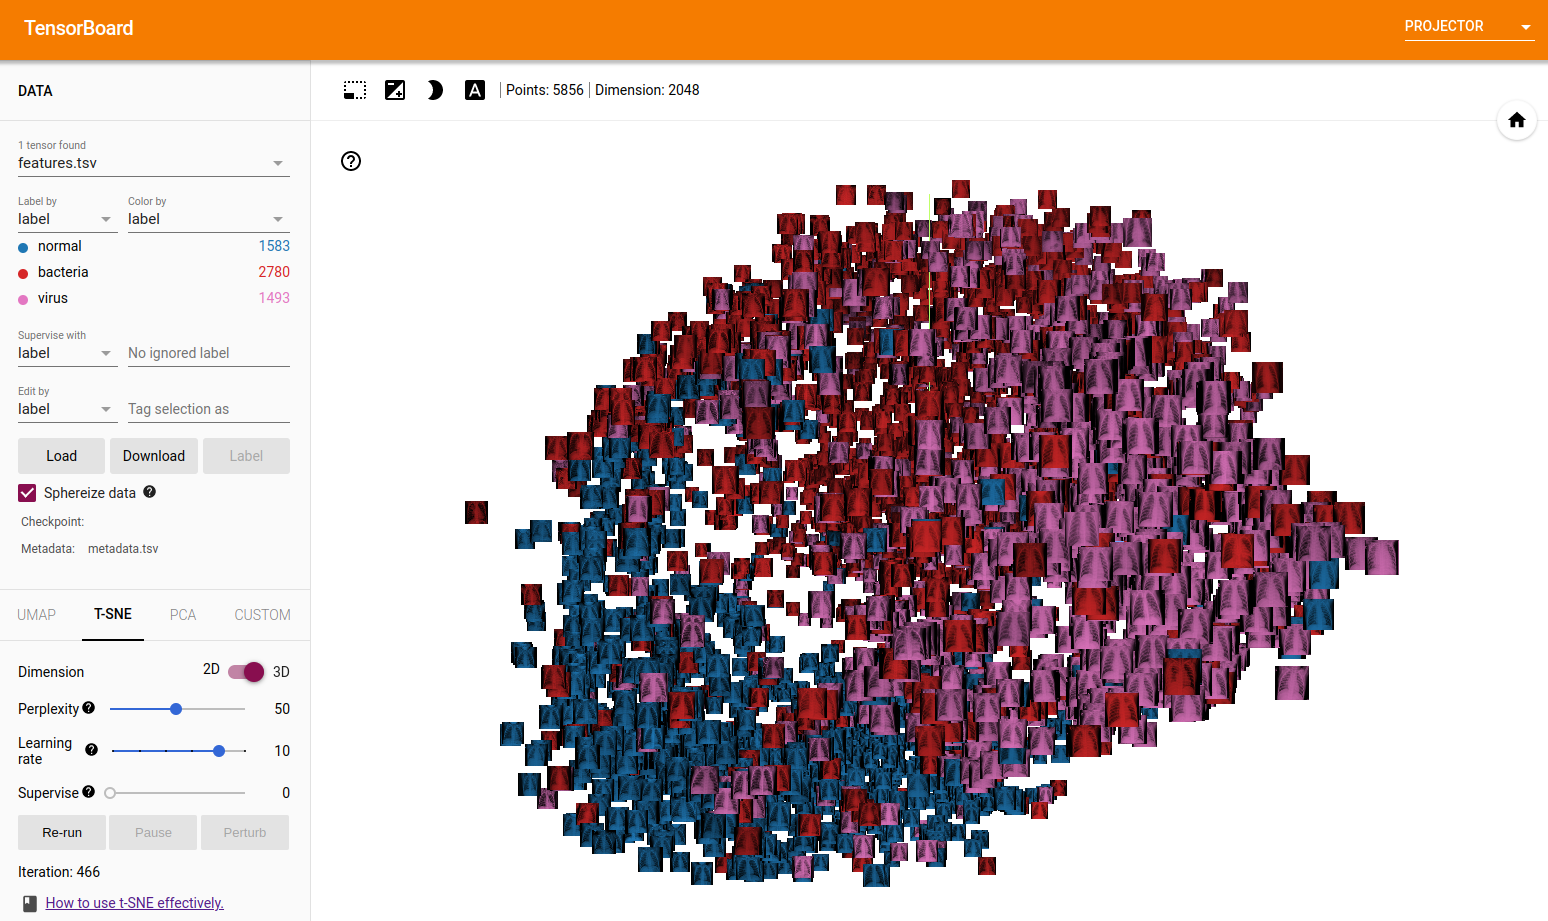 TensorBoard
PROJECTOR
DATA
Points: 5856 | Dimension: 2048
1 tensor found
features.tsv
Label by
Color by
label
label
normal 1583
bacteria 2780
virus 1493
Supervise with
label
No ignored label
Edit by
label
Tag selection as
Load
Download
Label
Sphereize data
Checkpoint:
Metadata: metadata.tsv
UMAP
T-SNE
PCA
CUSTOM
Dimension 2D 3D
Perplexity 50
Learning
rate 10
Supervise 0
Re-run
Pause
Perturb
Iteration: 466
How to use t-SNE effectively.